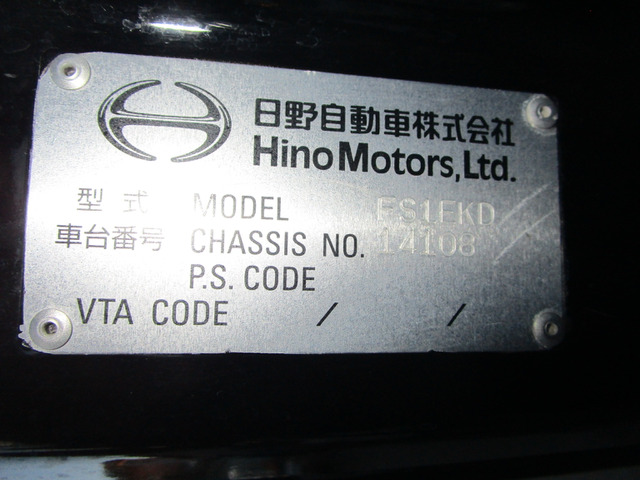 日野自動車株式会社
Hino Motors, Ltd.
型式 MODEL FS1EKD
車台番号 CHASSIS NO. 14108
P.S. CODE
VTA CODE / /